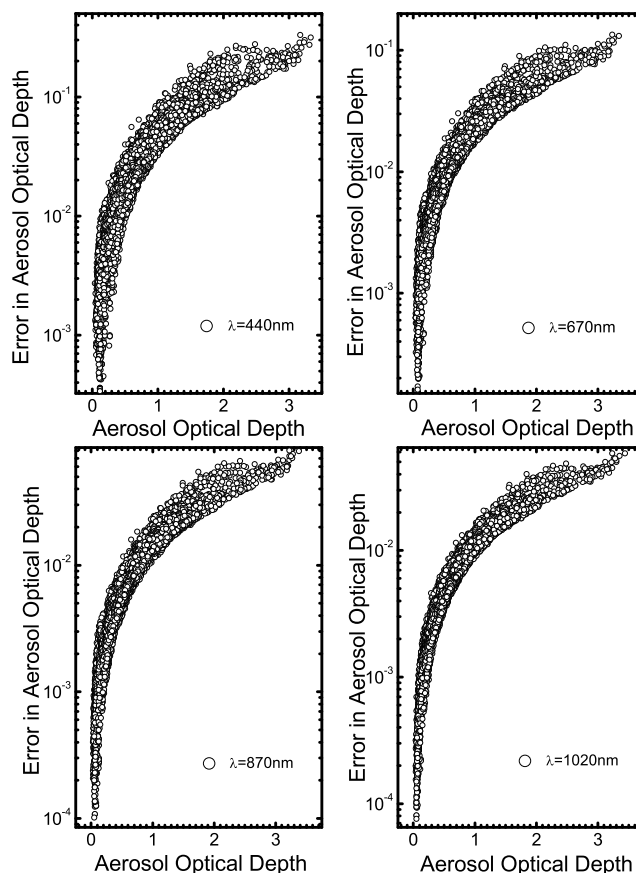 Error in Aerosol Optical Depth
10⁻¹
10⁻²
10⁻³
λ=440nm
0 1 2 3
Aerosol Optical Depth
Error in Aerosol Optical Depth
10⁻¹
10⁻²
10⁻³
λ=670nm
0 1 2 3
Aerosol Optical Depth
Error in Aerosol Optical Depth
10⁻²
10⁻³
10⁻⁴
λ=870nm
0 1 2 3
Aerosol Optical Depth
Error in Aerosol Optical Depth
10⁻²
10⁻³
10⁻⁴
λ=1020nm
0 1 2 3
Aerosol Optical Depth